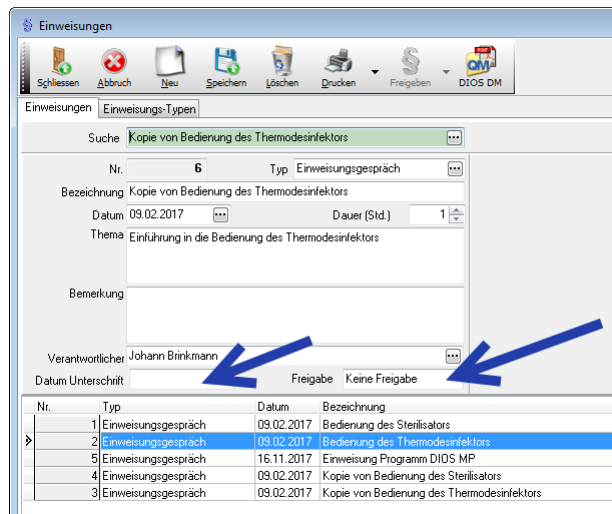 § Einweisungen
Schliessen Abbruch Neu Speichern Löschen Drucken Freigeben DIOS DM
PDF
QM
Einweisungen Einweisungs-Typen
Suche Kopie von Bedienung des Thermodesinfektors ...
Nr. 6 Typ Einweisungsgespräch ...
Bezeichnung Kopie von Bedienung des Thermodesinfektors
Datum 09.02.2017 ... Dauer (Std.) 1
Thema Einführung in die Bedienung des Thermodesinfektors
Bemerkung
Verantwortlicher Johann Brinkmann ...
Datum Unterschrift Freigabe Keine Freigabe
Nr. Typ Datum Bezeichnung
1 Einweisungsgespräch 09.02.2017 Bedienung des Sterilisators
2 Einweisungsgespräch 09.02.2017 Bedienung des Thermodesinfektors
5 Einweisungsgespräch 16.11.2017 Einweisung Programm DIOS MP
4 Einweisungsgespräch 09.02.2017 Kopie von Bedienung des Sterilisators
3 Einweisungsgespräch 09.02.2017 Kopie von Bedienung des Thermodesinfektors